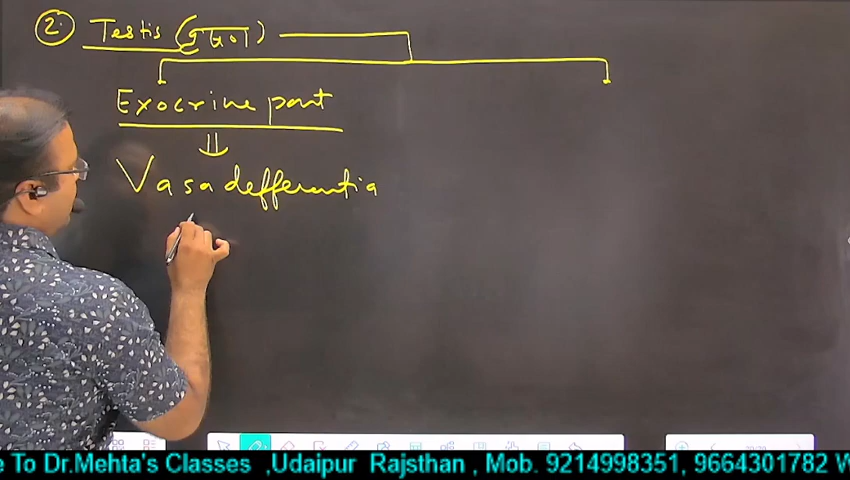 2. Testis (वृषण)
Exocrine part
Vasa defferentia
e To Dr.Mehta's Classes ,Udaipur Rajsthan , Mob. 9214998351, 9664301782 W